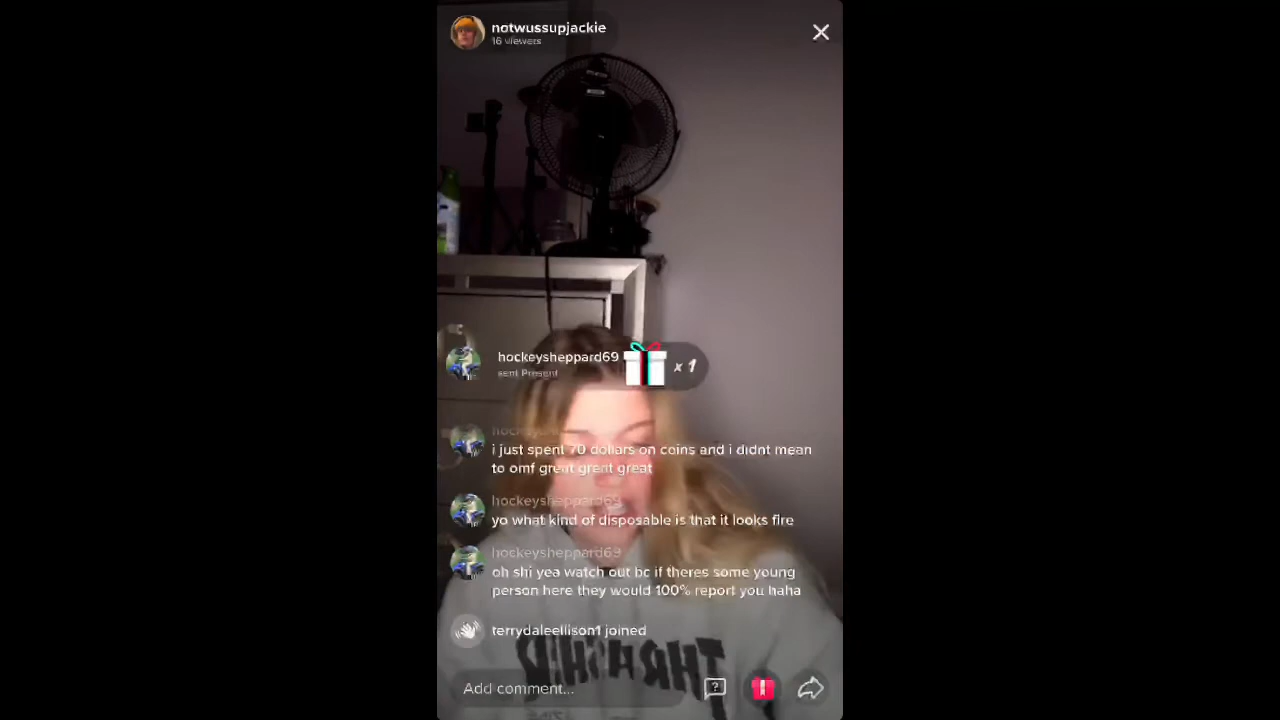 notwussupjackie
16 viewers
hockeysheppard69
sent Present
x 1
i just spent 70 dollars on coins and i didnt mean
to omf great great great
hockeysheppard69
yo what kind of disposable is that it looks fire
hockeysheppard69
oh shi yea watch out bc if theres some young
person here they would 100% report you haha
terrydaleellison1 joined
THRASHER
Add comment...